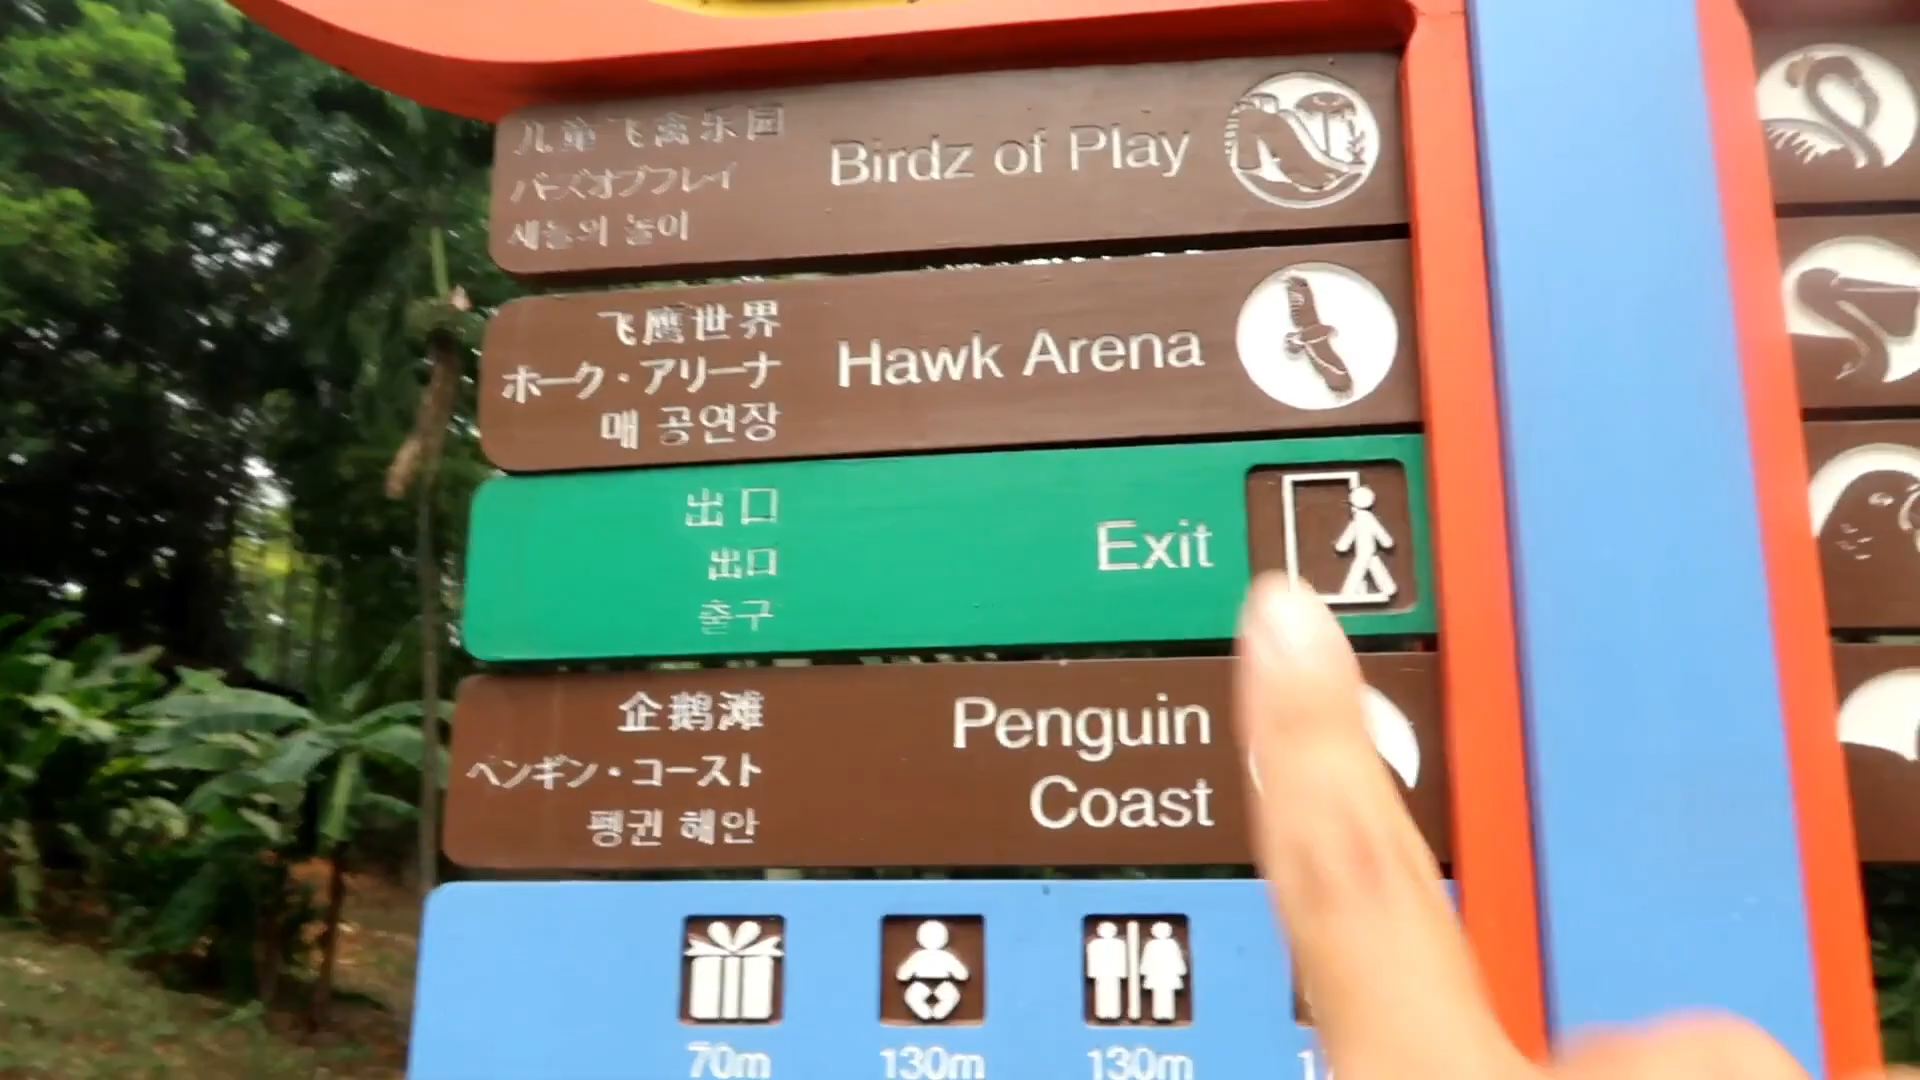 儿童飞禽乐园
バーズオブプレイ
새들의 놀이
Birdz of Play
飞鹰世界
ホーク・アリーナ
매 공연장
Hawk Arena
出口
出口
출구
Exit
企鹅滩
ペンギン・コースト
펭귄 해안
Penguin
Coast
70m
130m
130m